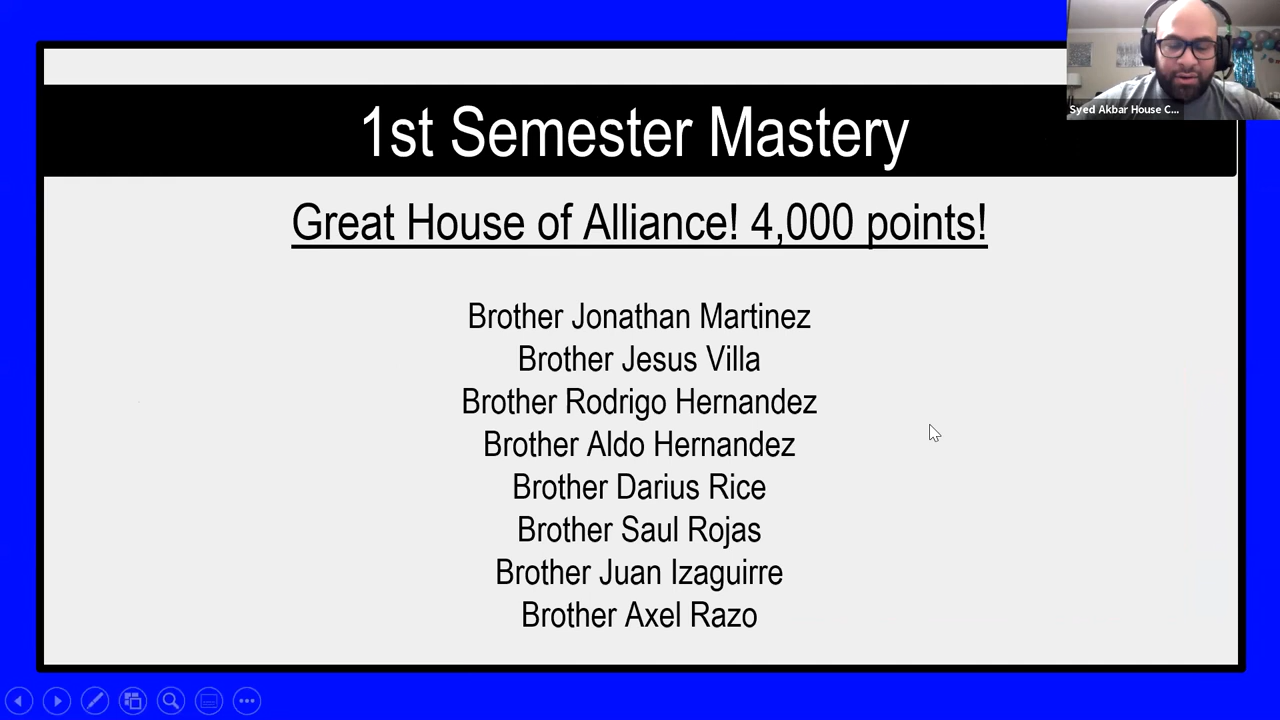 Syed Akbar House C...
1st Semester Mastery
Great House of Alliance! 4,000 points!
Brother Jonathan Martinez
Brother Jesus Villa
Brother Rodrigo Hernandez
Brother Aldo Hernandez
Brother Darius Rice
Brother Saul Rojas
Brother Juan Izaguirre
Brother Axel Razo